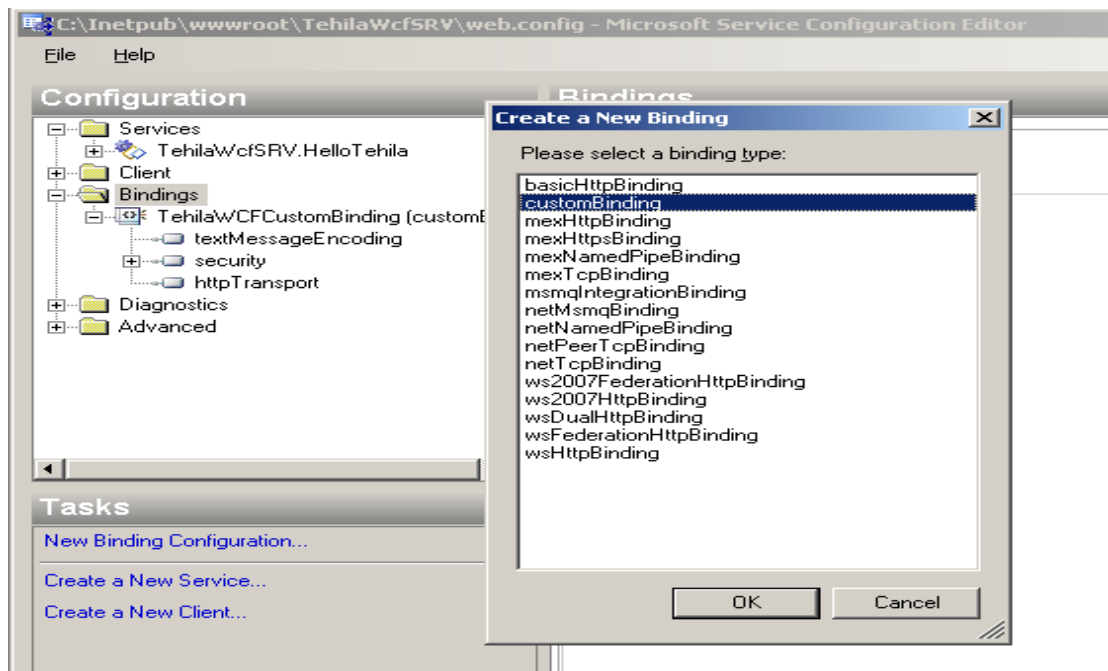 C:\Inetpub\wwwroot\TehilaWcfSRV\web.config - Microsoft Service Configuration Editor
File Help
Configuration
Services
TehilaWcfSRV.HelloTehila
Client
Bindings
TehilaWCFCustomBinding (customB
textMessageEncoding
security
httpTransport
Diagnostics
Advanced
Tasks
New Binding Configuration...
Create a New Service...
Create a New Client...
Bindings
Create a New Binding
Please select a binding type:
basicHttpBinding
customBinding
mexHttpBinding
mexHttpsBinding
mexNamedPipeBinding
mexTcpBinding
msmqIntegrationBinding
netMsmqBinding
netNamedPipeBinding
netPeerTcpBinding
netTcpBinding
ws2007FederationHttpBinding
ws2007HttpBinding
wsDualHttpBinding
wsFederationHttpBinding
wsHttpBinding
OK Cancel